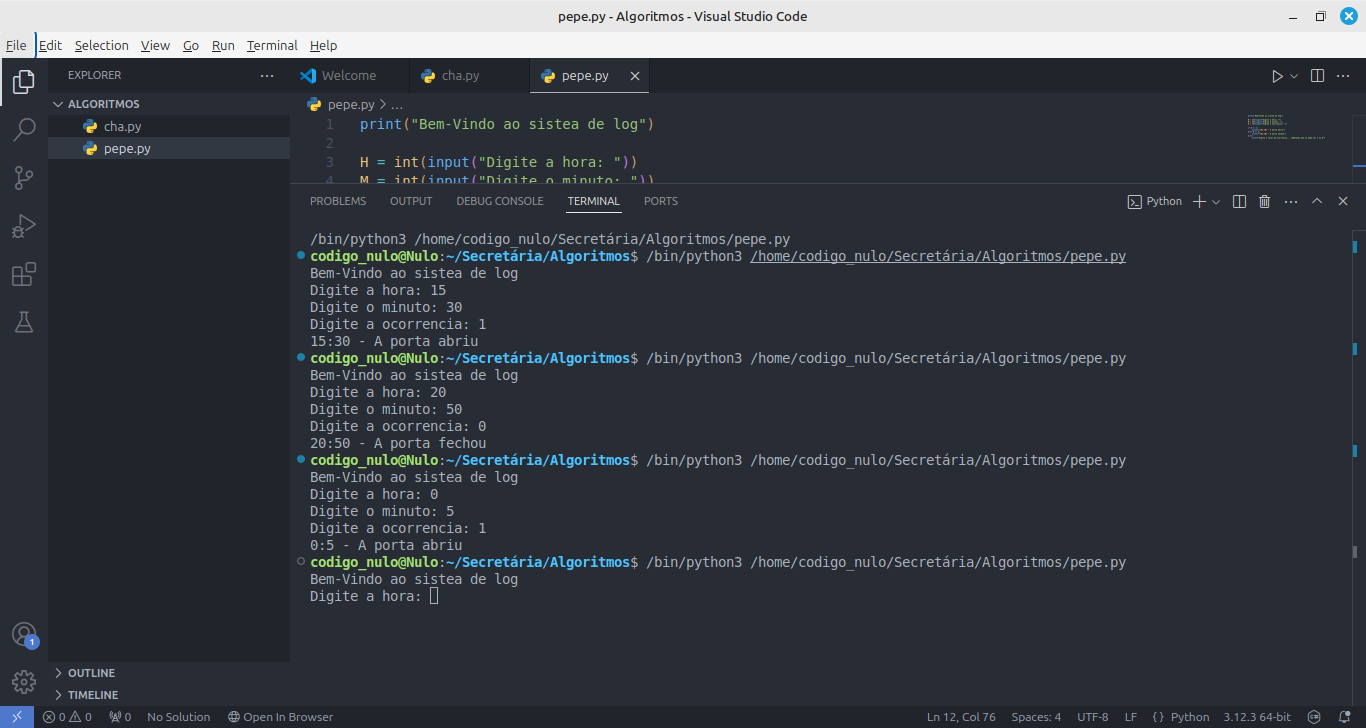 pepe.py - Algoritmos - Visual Studio Code
File Edit Selection View Go Run Terminal Help
EXPLORER
Welcome
cha.py
pepe.py
ALGORITMOS
cha.py
pepe.py
pepe.py > ...
1 print("Bem-Vindo ao sistea de log")
2
3 H = int(input("Digite a hora: "))
4 M = int(input("Digite o minuto: "))
PROBLEMS OUTPUT DEBUG CONSOLE TERMINAL PORTS
Python
/bin/python3 /home/codigo_nulo/Secretária/Algoritmos/pepe.py
codigo_nulo@Nulo:~/Secretária/Algoritmos$ /bin/python3 /home/codigo_nulo/Secretária/Algoritmos/pepe.py
Bem-Vindo ao sistea de log
Digite a hora: 15
Digite o minuto: 30
Digite a ocorrencia: 1
15:30 - A porta abriu
codigo_nulo@Nulo:~/Secretária/Algoritmos$ /bin/python3 /home/codigo_nulo/Secretária/Algoritmos/pepe.py
Bem-Vindo ao sistea de log
Digite a hora: 20
Digite o minuto: 50
Digite a ocorrencia: 0
20:50 - A porta fechou
codigo_nulo@Nulo:~/Secretária/Algoritmos$ /bin/python3 /home/codigo_nulo/Secretária/Algoritmos/pepe.py
Bem-Vindo ao sistea de log
Digite a hora: 0
Digite o minuto: 5
Digite a ocorrencia: 1
0:5 - A porta abriu
codigo_nulo@Nulo:~/Secretária/Algoritmos$ /bin/python3 /home/codigo_nulo/Secretária/Algoritmos/pepe.py
Bem-Vindo ao sistea de log
Digite a hora:
1
OUTLINE
TIMELINE
0 0 0 No Solution Open In Browser Ln 12, Col 76 Spaces: 4 UTF-8 LF { } Python 3.12.3 64-bit